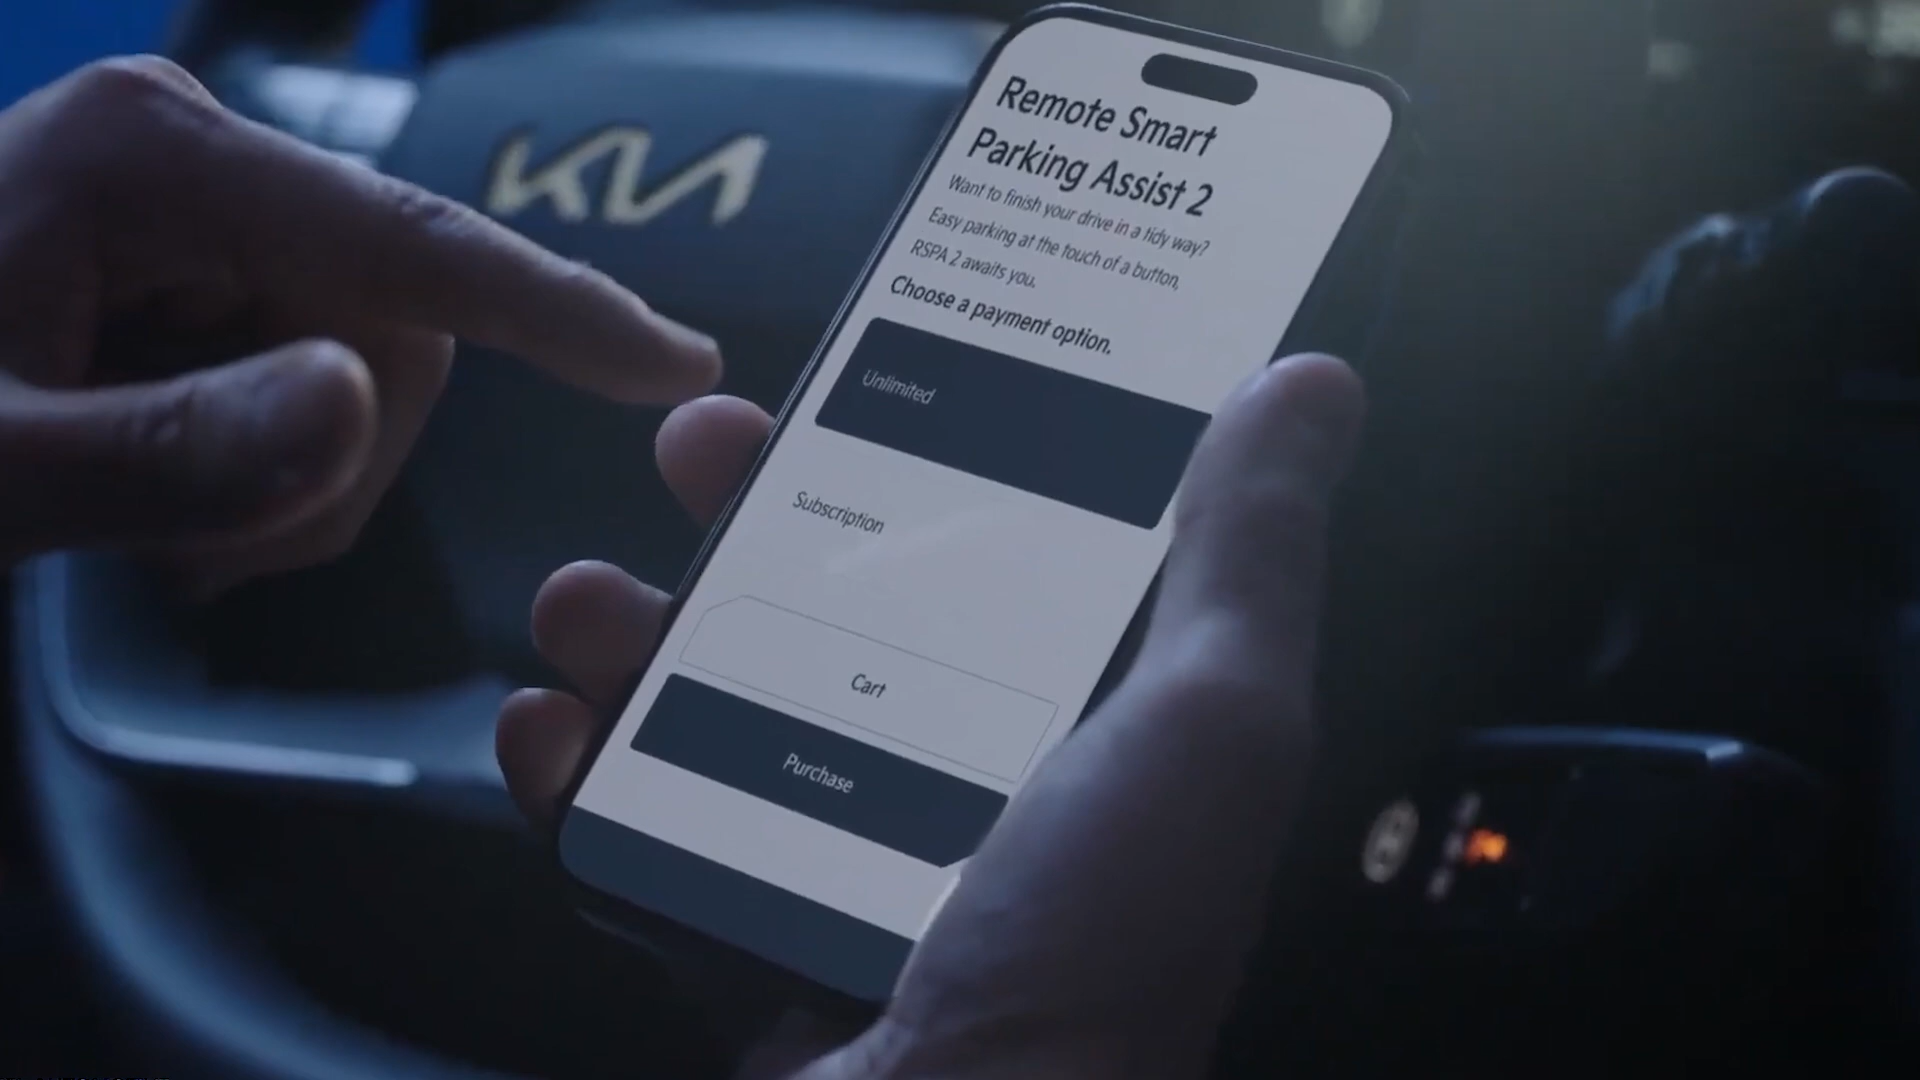 KIA
Remote Smart
Parking Assist 2
Want to finish your drive in a tidy way?
Easy parking at the touch of a button,
RSPA 2 awaits you.
Choose a payment option.
Unlimited
Subscription
Cart
Purchase